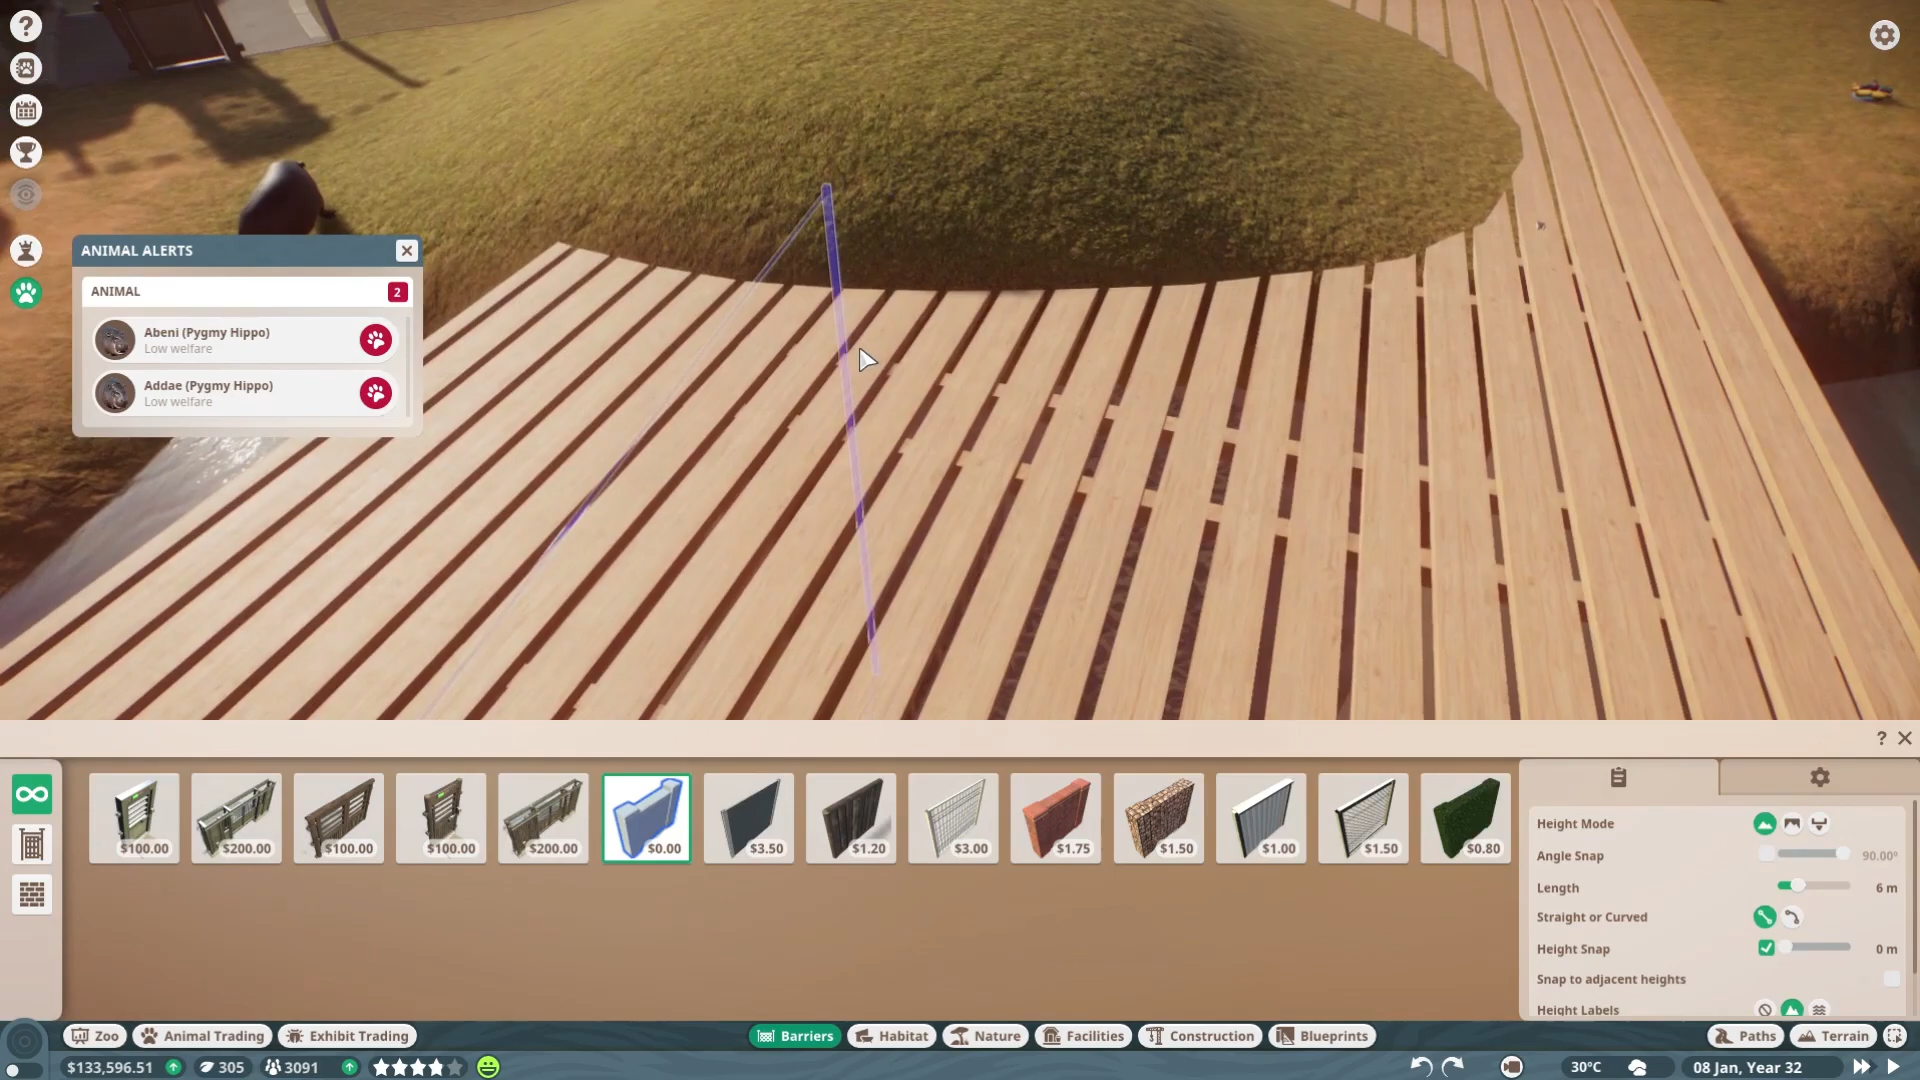 ANIMAL ALERTS
ANIMAL 2
Abeni (Pygmy Hippo)
Low welfare
Addae (Pygmy Hippo)
Low welfare
?
$100.00 $200.00 $100.00 $100.00 $200.00 $0.00 $3.50 $1.20 $3.00 $1.75 $1.50 $1.00 $1.50 $0.80
Height Mode
Angle Snap 90.00°
Length 6 m
Straight or Curved
Height Snap 0 m
Snap to adjacent heights
Height Labels
Zoo Animal Trading Exhibit Trading Barriers Habitat Nature Facilities Construction Blueprints Paths Terrain
$133,596.51 305 3091 30°C 08 Jan, Year 32